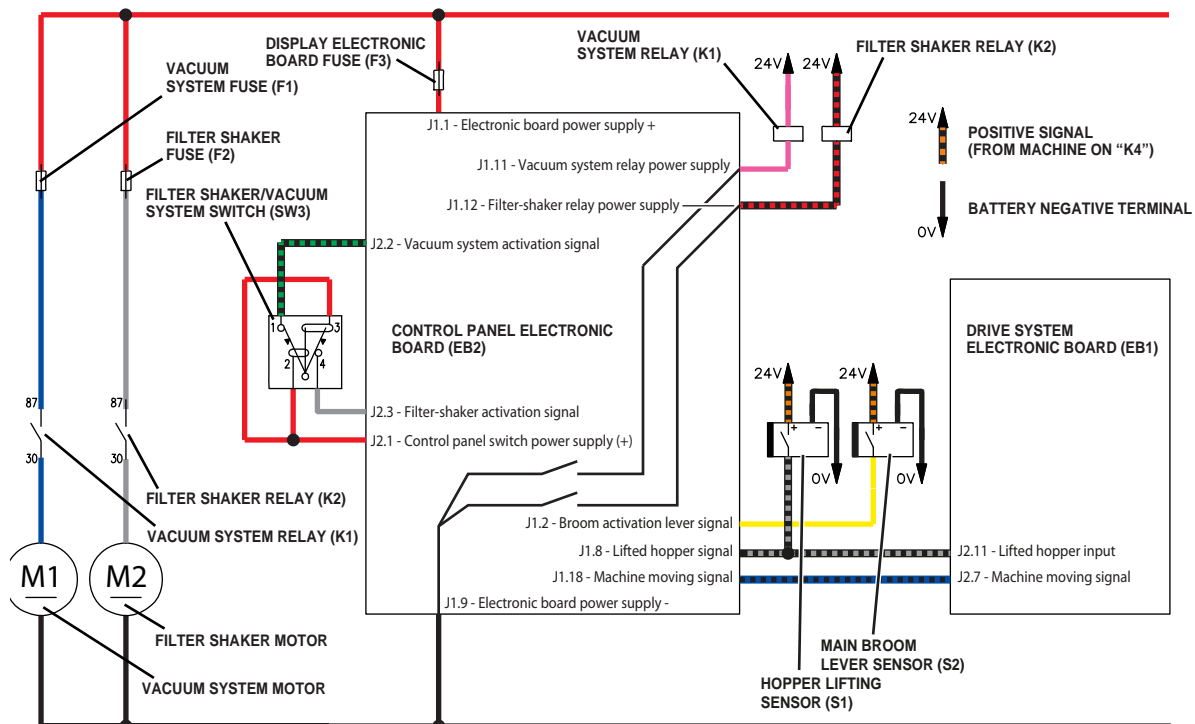 DISPLAY ELECTRONIC
BOARD FUSE (F3)
VACUUM
SYSTEM RELAY (K1)
FILTER SHAKER RELAY (K2)
VACUUM
SYSTEM FUSE (F1)
24V
24V
24V
POSITIVE SIGNAL
(FROM MACHINE ON “K4”)
J1.1 - Electronic board power supply +
FILTER SHAKER
FUSE (F2)
J1.11 - Vacuum system relay power supply
FILTER SHAKER/VACUUM
SYSTEM SWITCH (SW3)
J1.12 - Filter-shaker relay power supply
BATTERY NEGATIVE TERMINAL
0V
J2.2 - Vacuum system activation signal
1
3
2
4
CONTROL PANEL ELECTRONIC
BOARD (EB2)
DRIVE SYSTEM
ELECTRONIC BOARD (EB1)
24V
24V
87
87
J2.3 - Filter-shaker activation signal
+
-
+
-
J2.1 - Control panel switch power supply (+)
30
30
0V
0V
FILTER SHAKER RELAY (K2)
VACUUM SYSTEM RELAY (K1)
J1.2 - Broom activation lever signal
J1.8 - Lifted hopper signal
J2.11 - Lifted hopper input
M1
M2
J1.18 - Machine moving signal
J2.7 - Machine moving signal
J1.9 - Electronic board power supply -
FILTER SHAKER MOTOR
MAIN BROOM
LEVER SENSOR (S2)
HOPPER LIFTING
SENSOR (S1)
VACUUM SYSTEM MOTOR